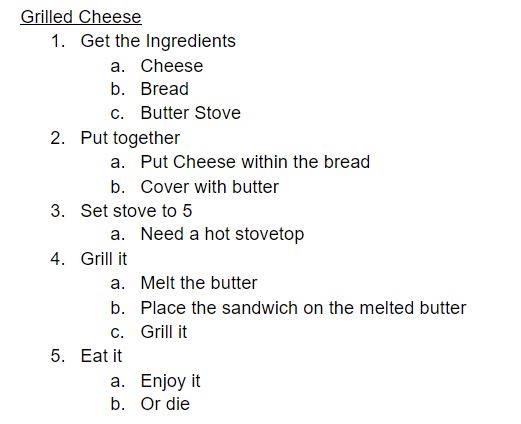 Grilled Cheese
1. Get the Ingredients
a. Cheese
b. Bread
c. Butter Stove
2. Put together
a. Put Cheese within the bread
b. Cover with butter
3. Set stove to 5
a. Need a hot stovetop
4. Grill it
a. Melt the butter
b. Place the sandwich on the melted butter
c. Grill it
5. Eat it
a. Enjoy it
b. Or die